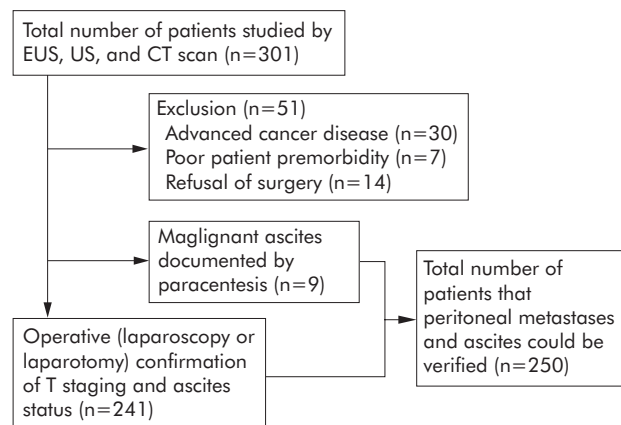 Total number of patients studied by
EUS, US, and CT scan (n=301)
Exclusion (n=51)
Advanced cancer disease (n=30)
Poor patient premorbidity (n=7)
Refusal of surgery (n=14)
Maglignant ascites
documented by
paracentesis (n=9)
Total number of
patients that
peritoneal metastases
and ascites could be
verified (n=250)
Operative (laparoscopy or
laparotomy) confirmation
of T staging and ascites
status (n=241)